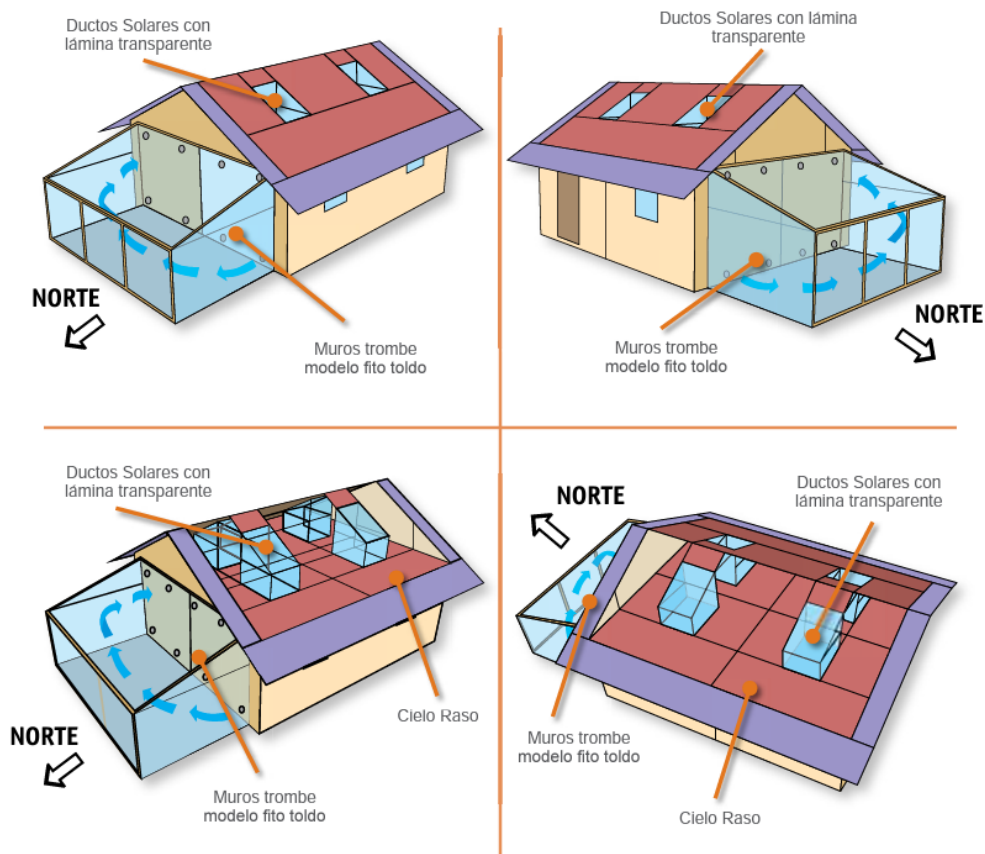 Ductos Solares con
lámina transparente
NORTE
Muros trombe
modelo fito toldo
Ductos Solares con lámina
transparente
NORTE
Muros trombe
modelo fito toldo
Ductos Solares con
lámina transparente
Cielo Raso
NORTE
Muros trombe
modelo fito toldo
NORTE
Ductos Solares con
lámina transparente
Muros trombe
modelo fito toldo
Cielo Raso